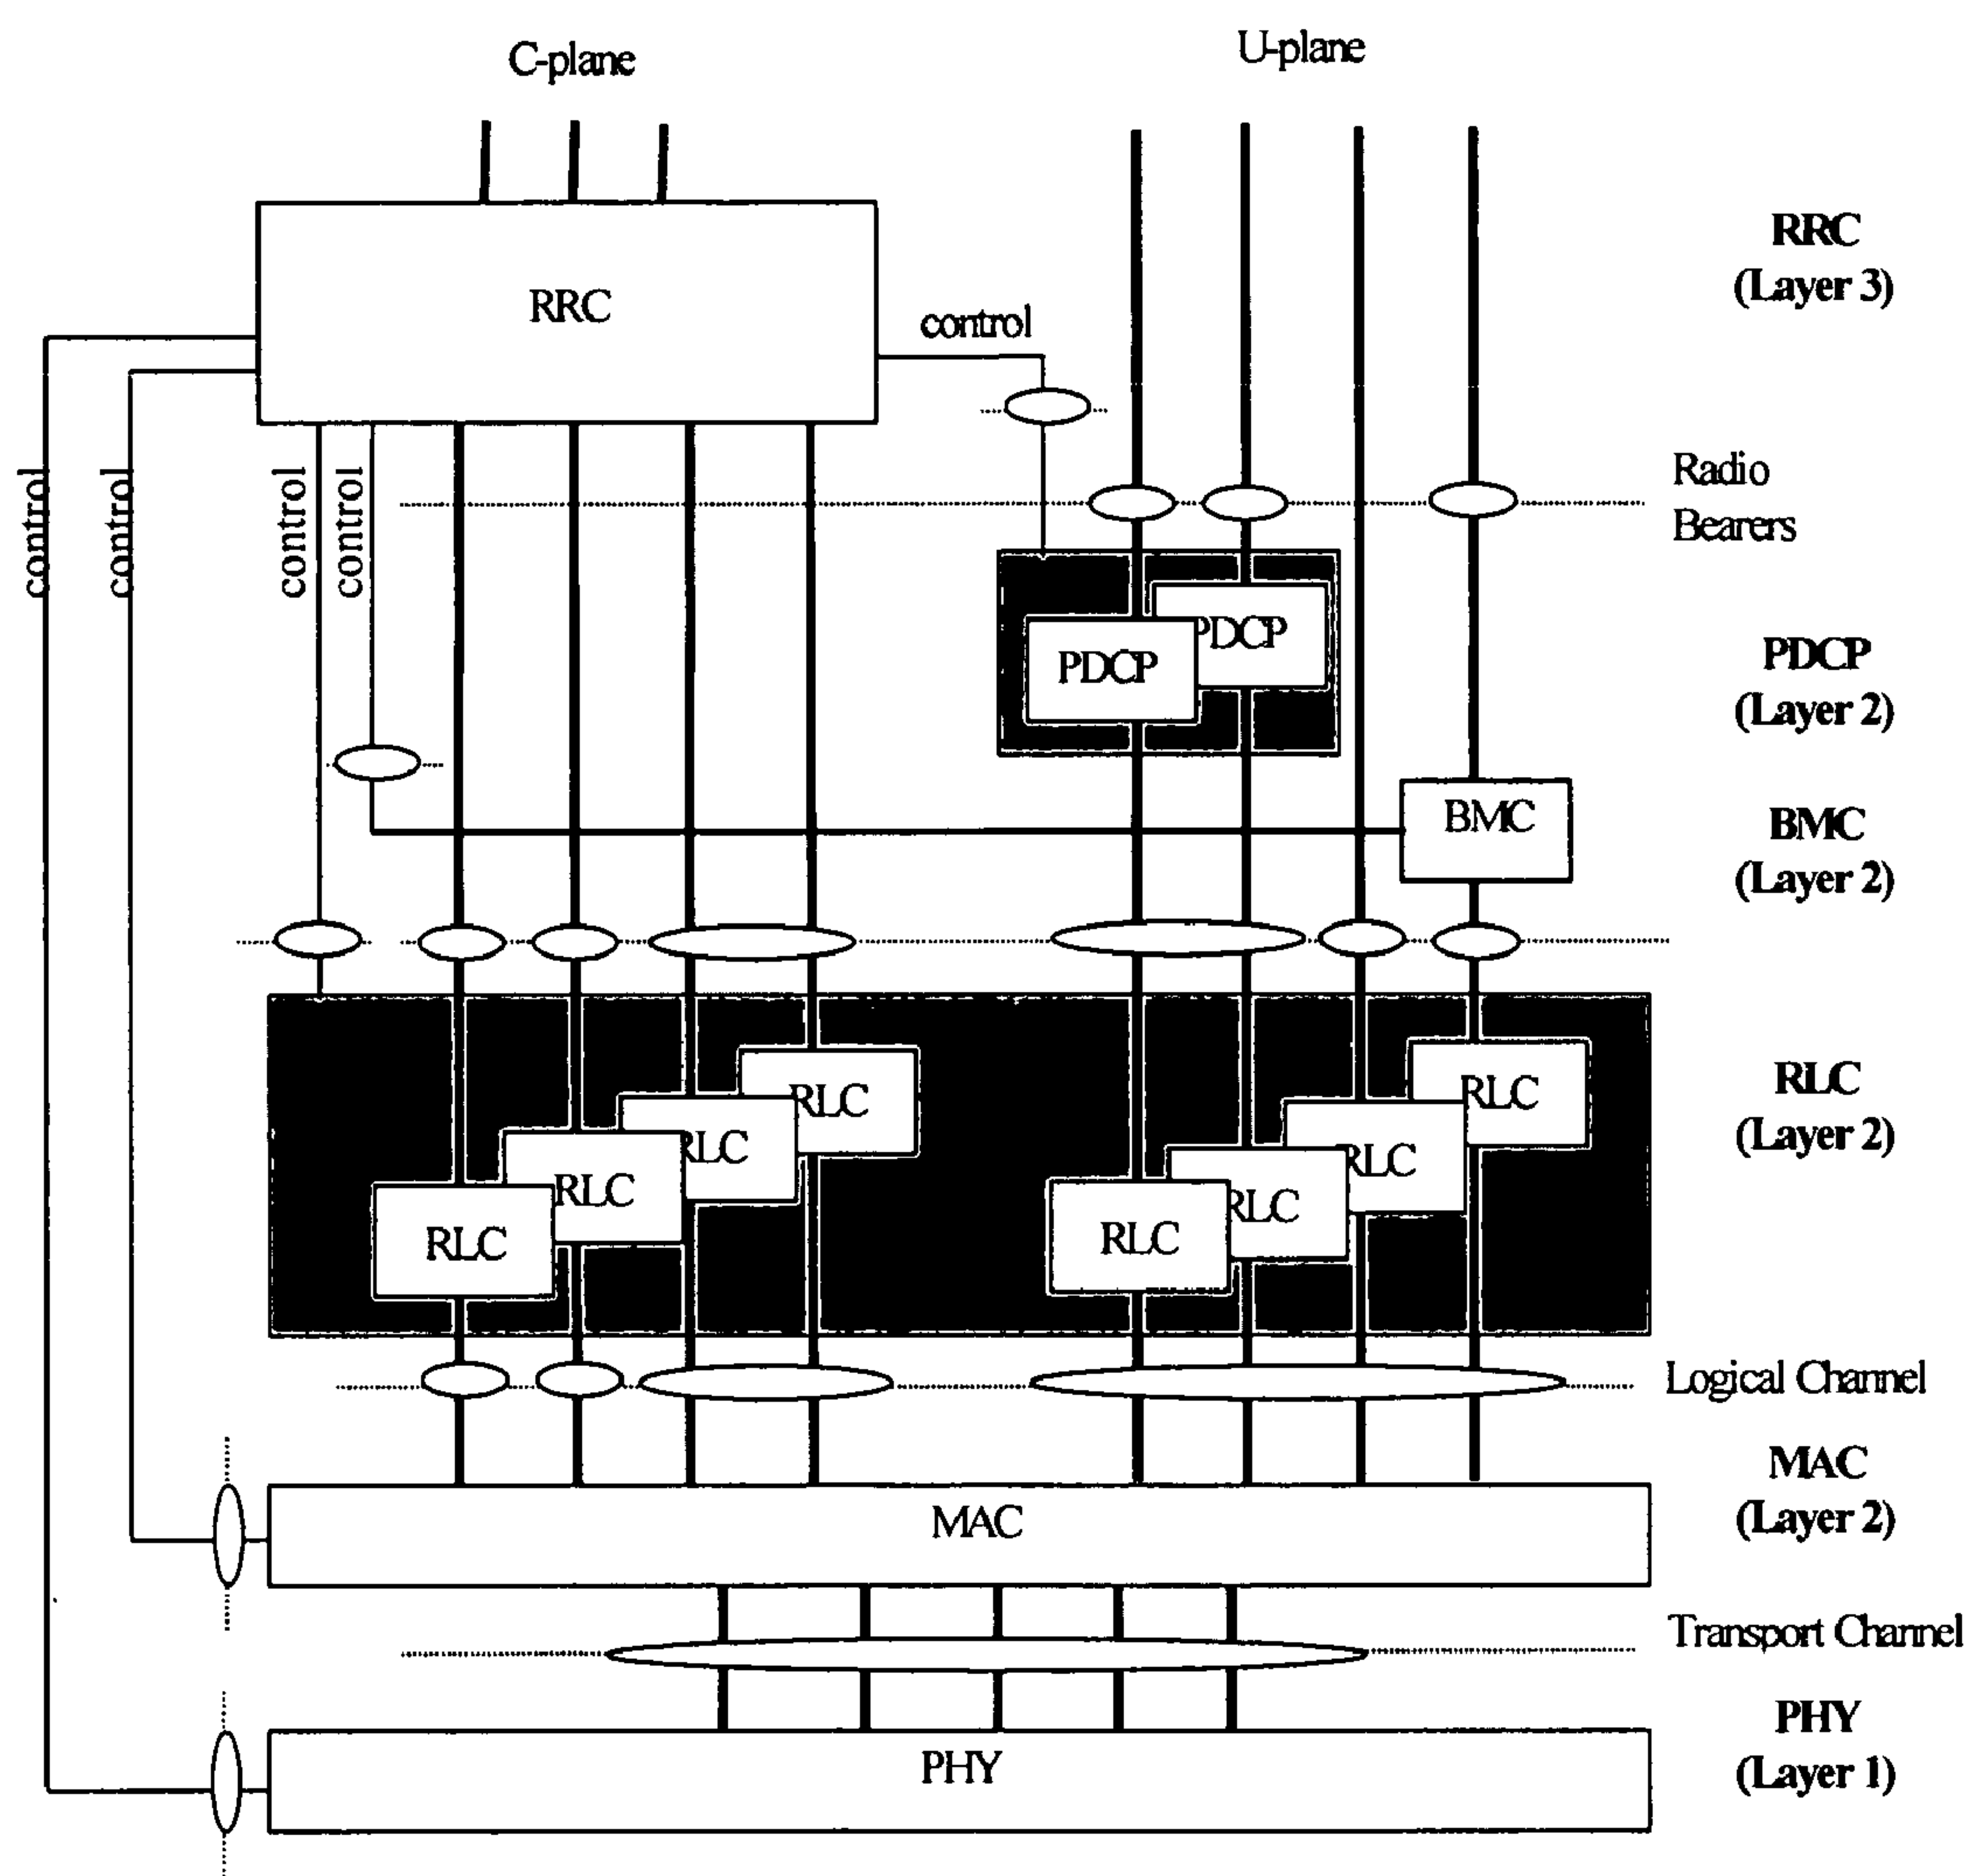 C-plane
U-plane
RRC
RRC
(Layer 3)
control
control
control
control
control
Radio
Bearers
PDCP
PDCP
PDCP
(Layer 2)
BMC
BMC
(Layer 2)
RLC
RLC
RLC
RLC
RLC
RLC
RLC
RLC
RLC
(Layer 2)
Logical Channel
MAC
MAC
(Layer 2)
Transport Channel
PHY
PHY
(Layer 1)